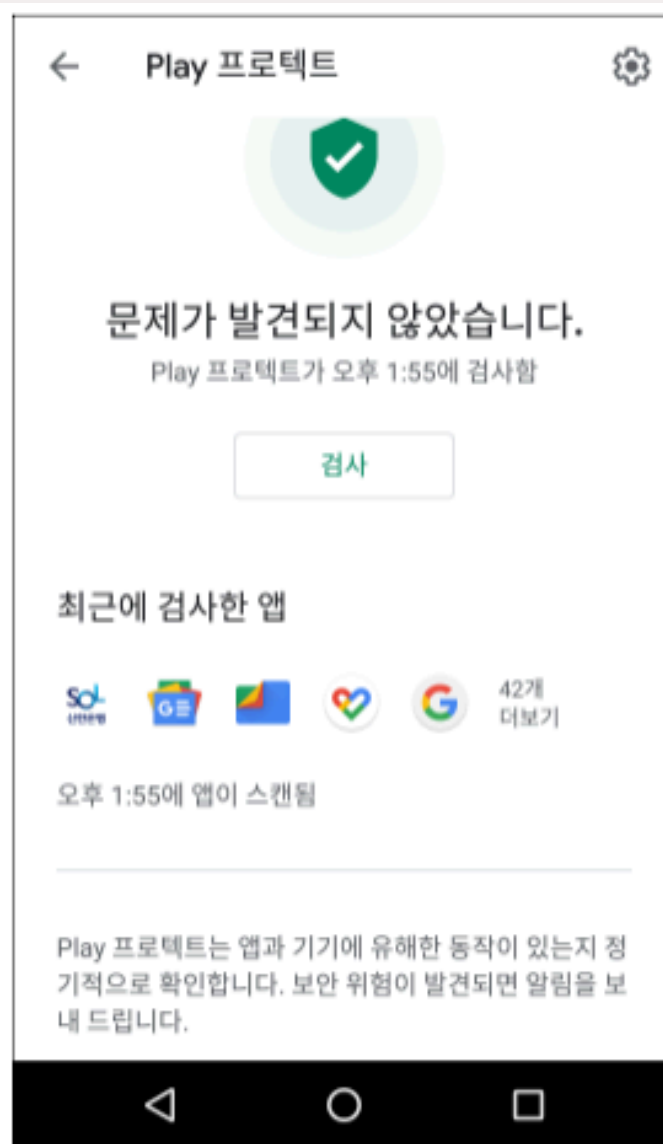 Play 프로텍트
문제가 발견되지 않았습니다.
Play 프로텍트가 오후 1:55에 검사함
검사
최근에 검사한 앱
SOL
신한은행
G
G
42개
더보기
오후 1:55에 앱이 스캔됨
Play 프로텍트는 앱과 기기에 유해한 동작이 있는지 정
기적으로 확인합니다. 보안 위험이 발견되면 알림을 보
내 드립니다.